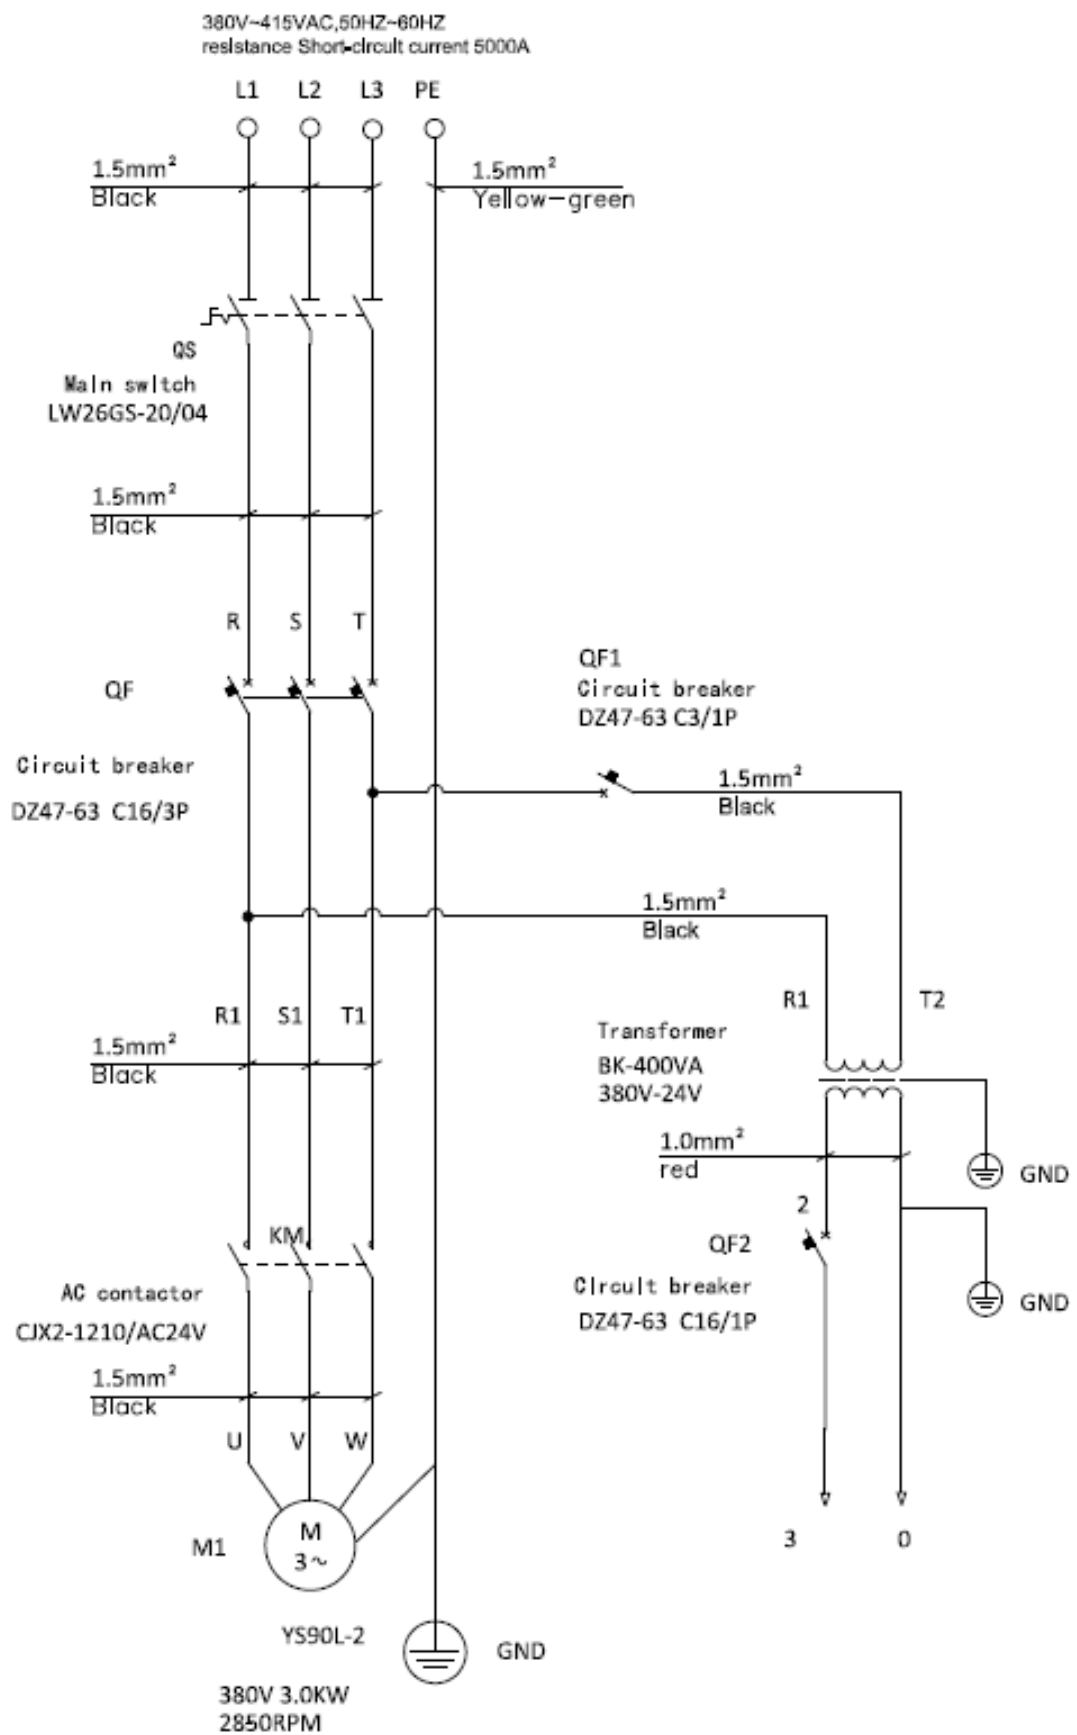 380V~415VAC,50HZ~60HZ
resistance Short-circuit current 5000A
L1 L2 L3 PE
1.5mm²
Black
1.5mm²
Yellow-green
QS
Main switch
LW26GS-20/04
1.5mm²
Black
R S T
QF
Circuit breaker
DZ47-63 C16/3P
QF1
Circuit breaker
DZ47-63 C3/1P
1.5mm²
Black
1.5mm²
Black
R1 S1 T1
1.5mm²
Black
R1 T2
Transformer
BK-400VA
380V-24V
1.0mm²
red
GND
2
QF2
Circuit breaker
DZ47-63 C16/1P
GND
KM
AC contactor
CJX2-1210/AC24V
1.5mm²
Black
U V W
3 0
M1
M
3~
YS90L-2
GND
380V 3.0KW
2850RPM